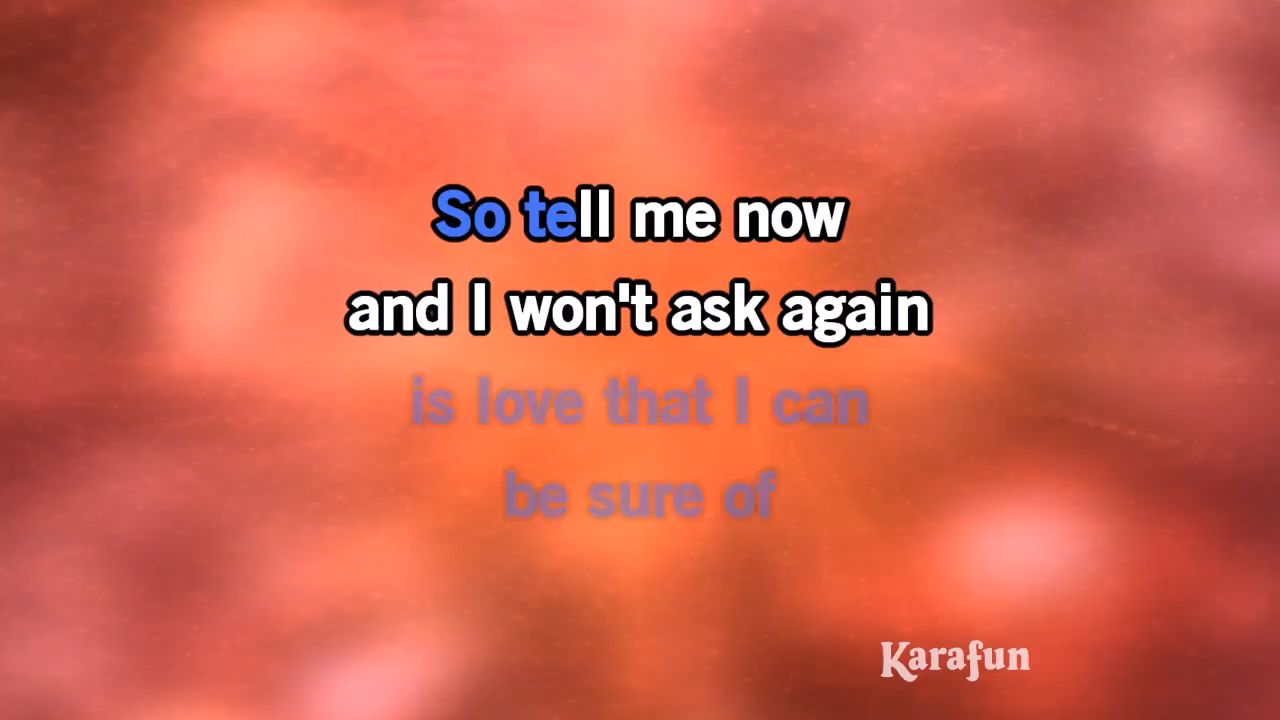 So tell me now
and I won't ask again
is love that I can
be sure of
Karafun